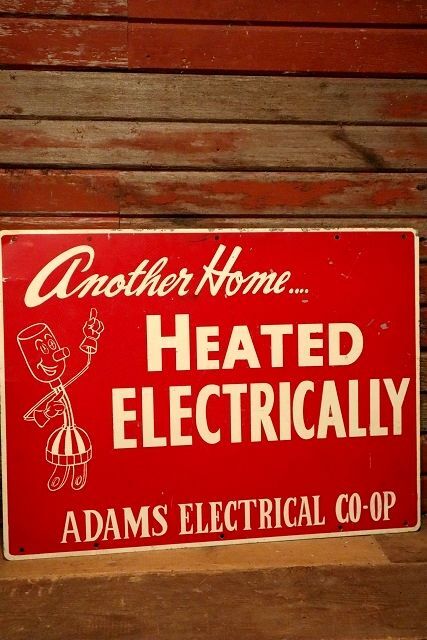 Another Home....
HEATED
ELECTRICALLY
ADAMS ELECTRICAL CO-OP